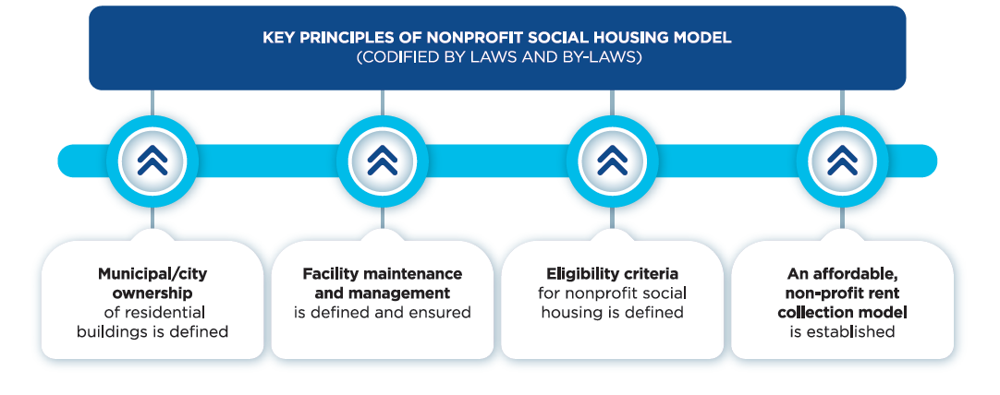 KEY PRINCIPLES OF NONPROFIT SOCIAL HOUSING MODEL
(CODIFIED BY LAWS AND BY-LAWS)
Municipal/city
ownership
of residential
buildings is defined
Facility maintenance
and management
is defined and ensured
Eligibility criteria
for nonprofit social
housing is defined
An affordable,
non-profit rent
collection model
is established